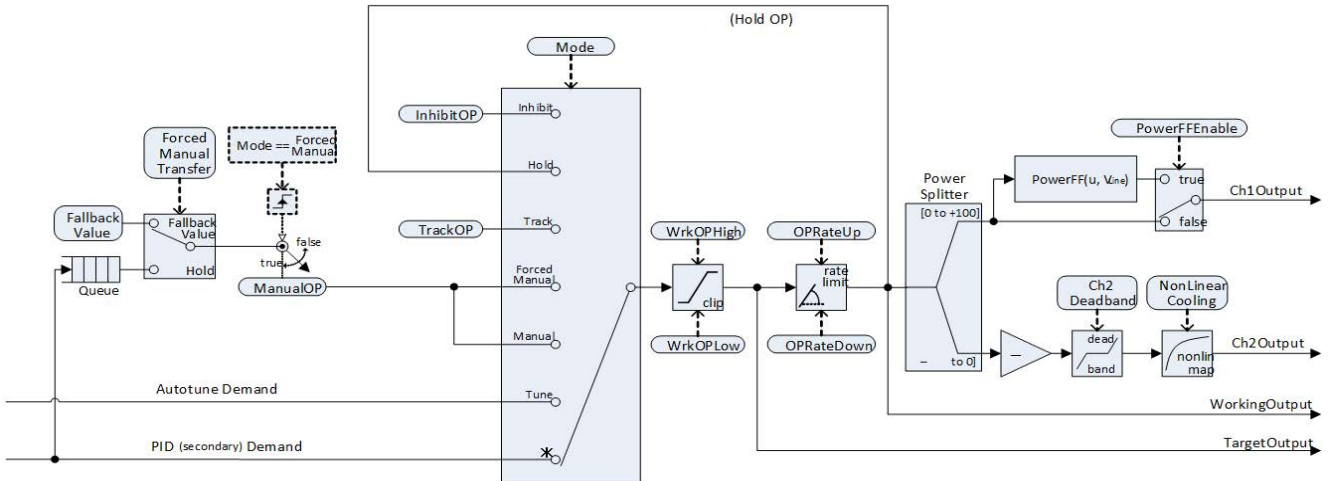 (Hold OP)
Mode
Inhibit
InhibitOP
Forced
Manual
Transfer
Mode == Forced
Manual
PowerFFEnable
Hold
Power
Splitter
PowerFF(u, Vline)
true
Ch1Output
[0 to +100]
false
Fallback
Value
Fallback
Value
Track
TrackOP
WrkOPHigh
OPRateUp
false
true
Hold
Queue
ManualOP
Forced
Manual
clip
rate
limit
Ch2
Deadband
NonLinear
Cooling
Manual
WrkOPLow
OPRateDown
– to 0]
–
dead
band
nonlin
map
Ch2Output
Autotune Demand
Tune
WorkingOutput
PID (secondary) Demand
*
TargetOutput